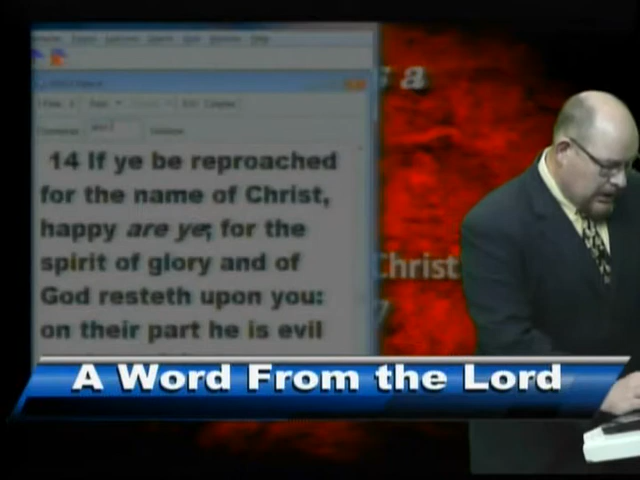 s a
14 If ye be reproached
for the name of Christ,
happy are ye; for the
spirit of glory and of
God resteth upon you:
on their part he is evil
Christ
A Word From the Lord